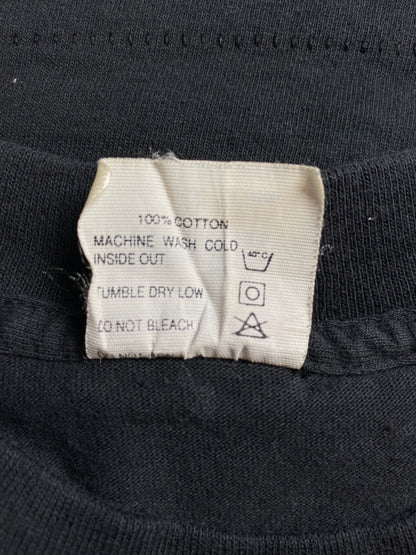 100% COTTON
MACHINE WASH COLD
INSIDE OUT
40°C
TUMBLE DRY LOW
DO NOT BLEACH